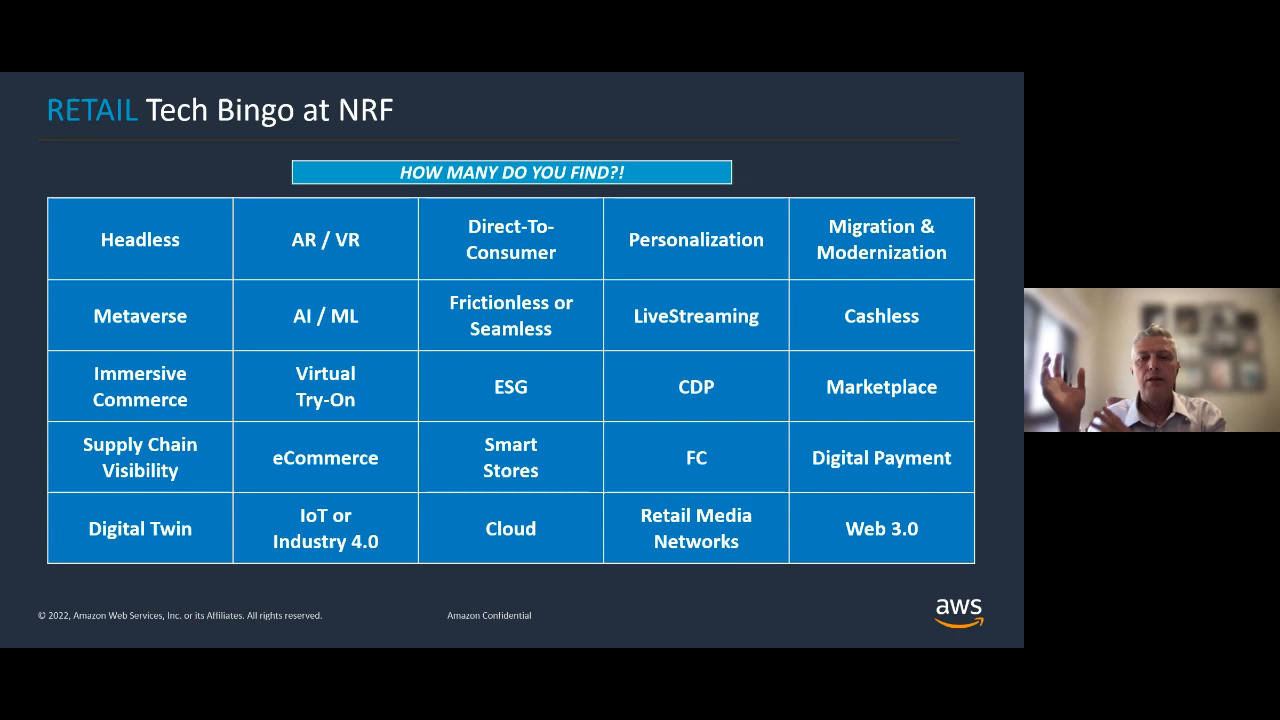 RETAIL Tech Bingo at NRF
HOW MANY DO YOU FIND?!
Headless
AR / VR
Direct-To-
Consumer
Personalization
Migration &
Modernization
Metaverse
AI / ML
Frictionless or
Seamless
LiveStreaming
Cashless
Immersive
Commerce
Virtual
Try-On
ESG
CDP
Marketplace
Supply Chain
Visibility
eCommerce
Smart
Stores
FC
Digital Payment
Digital Twin
IoT or
Industry 4.0
Cloud
Retail Media
Networks
Web 3.0
© 2022, Amazon Web Services, Inc. or its Affiliates. All rights reserved.
Amazon Confidential
aws